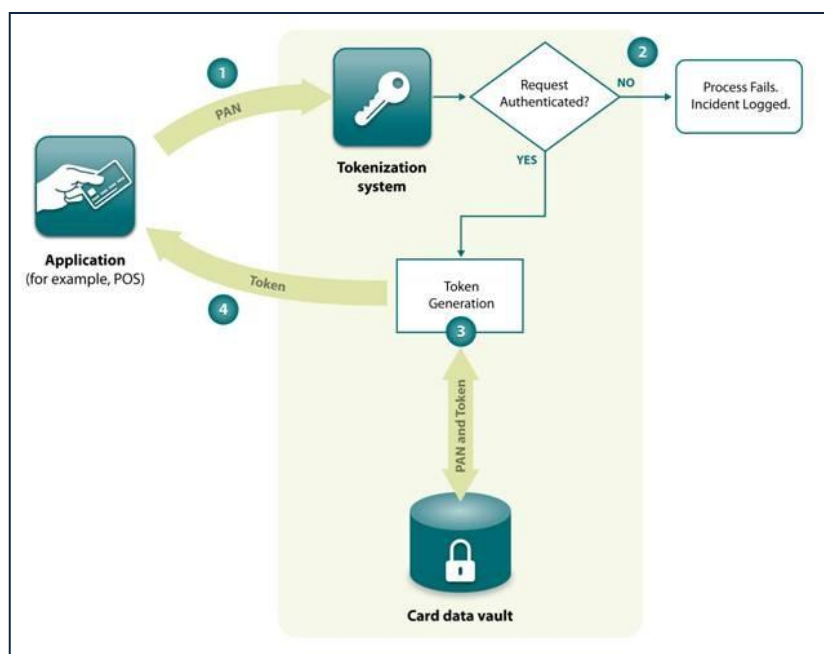 1
PAN
Tokenization
system
Request
Authenticated?
2
NO
Process Fails.
Incident Logged.
YES
Application
(for example, POS)
Token
4
Token
Generation
3
PAN and Token
Card data vault